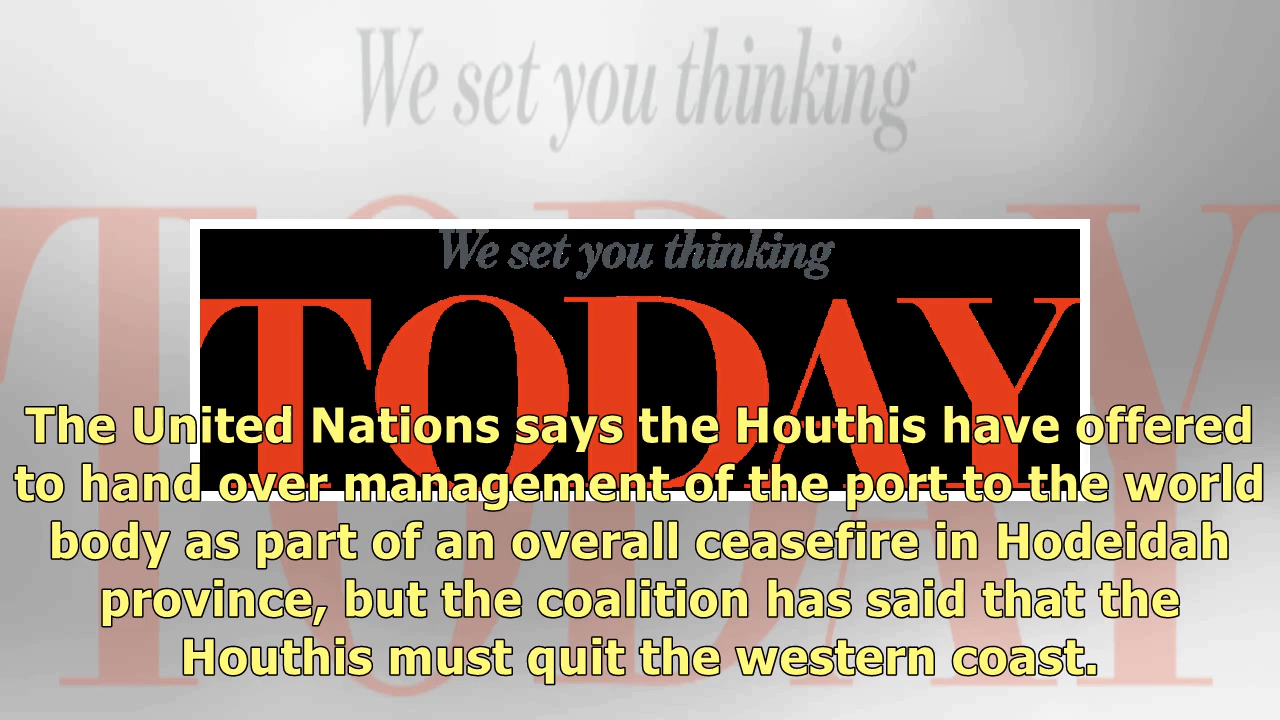 We set you thinking
TODAY
We set you thinking
TODAY
The United Nations says the Houthis have offered
to hand over management of the port to the world
body as part of an overall ceasefire in Hodeidah
province, but the coalition has said that the
Houthis must quit the western coast.